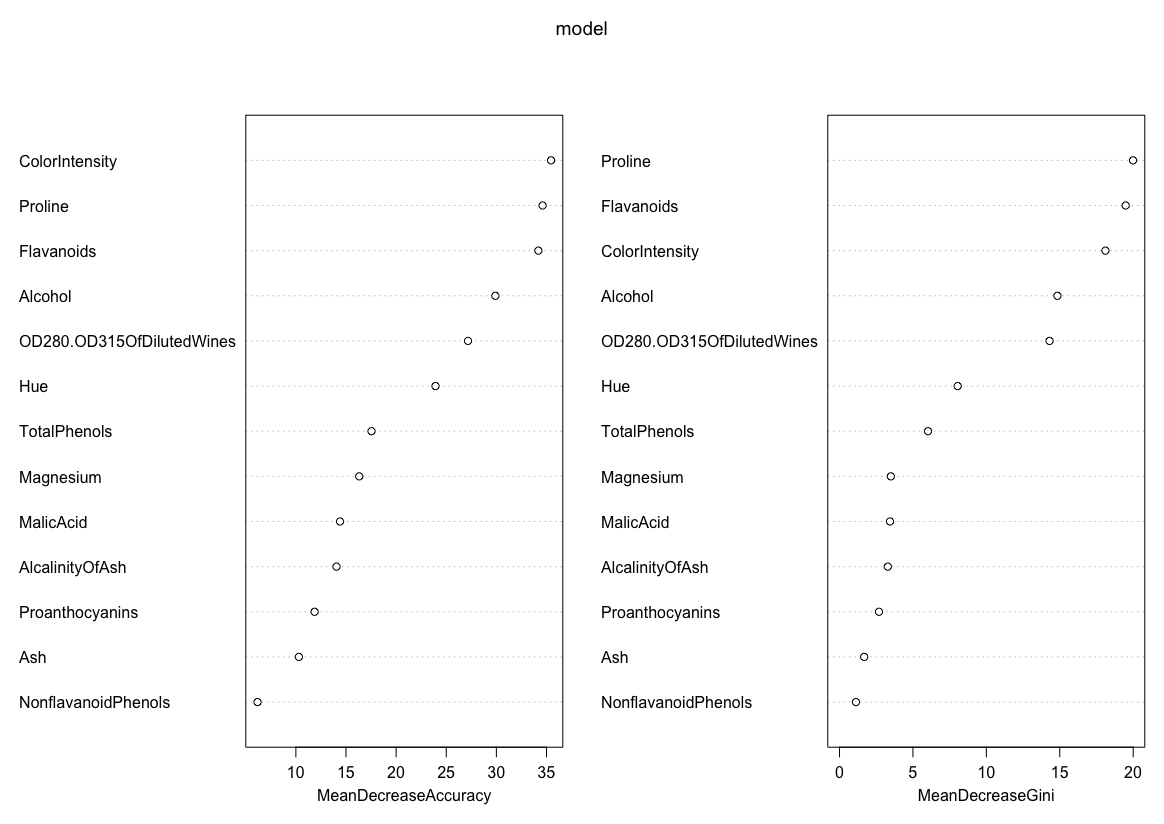 model
ColorIntensity
Proline
Flavanoids
Alcohol
OD280.OD315OfDilutedWines
Hue
TotalPhenols
Magnesium
MalicAcid
AlcalinityOfAsh
Proanthocyanins
Ash
NonflavanoidPhenols
10 15 20 25 30 35
MeanDecreaseAccuracy
Proline
Flavanoids
ColorIntensity
Alcohol
OD280.OD315OfDilutedWines
Hue
TotalPhenols
Magnesium
MalicAcid
AlcalinityOfAsh
Proanthocyanins
Ash
NonflavanoidPhenols
0 5 10 15 20
MeanDecreaseGini